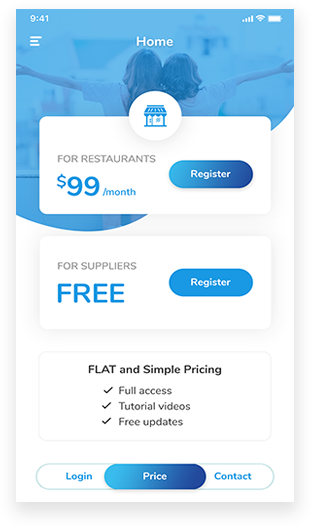 9:41
Home
FOR RESTAURANTS
$99 /month
Register
FOR SUPPLIERS
FREE
Register
FLAT and Simple Pricing
Full access
Tutorial videos
Free updates
Login Price Contact